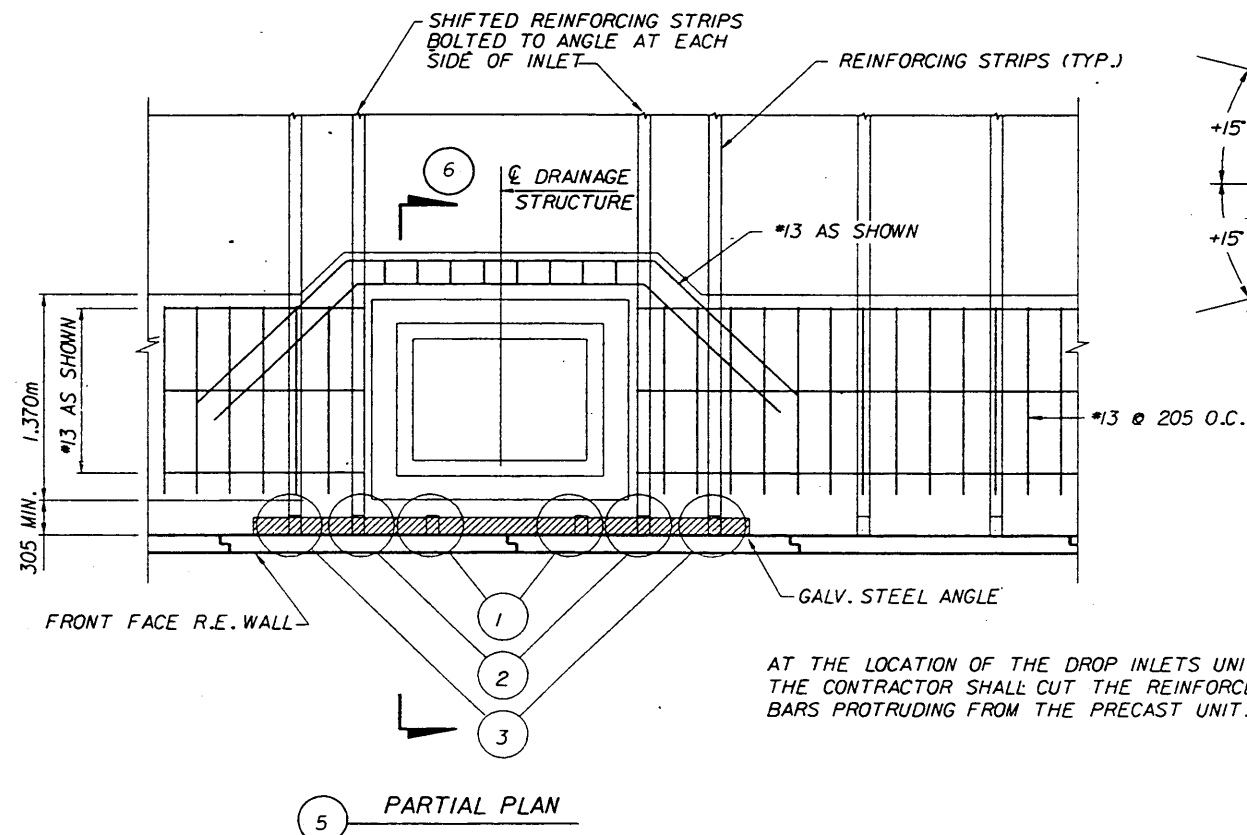 SHIFTED REINFORCING STRIPS
BOLTED TO ANGLE AT EACH
SIDE OF INLET
REINFORCING STRIPS (TYP.)
+15°
+15°
6
℄ DRAINAGE
STRUCTURE
#13 AS SHOWN
1.370m
#13 AS SHOWN
305 MIN.
#13 @ 205 O.C.
FRONT FACE R.E. WALL
GALV. STEEL ANGLE
1
2
3
AT THE LOCATION OF THE DROP INLETS UNI
THE CONTRACTOR SHALL CUT THE REINFORCE
BARS PROTRUDING FROM THE PRECAST UNIT.
5 PARTIAL PLAN